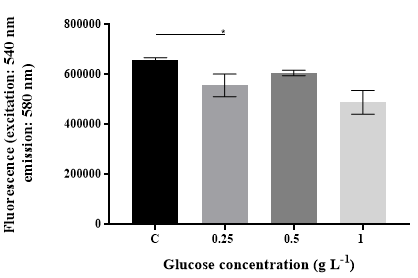 Fluorescence (excitation: 540 nm
emission: 580 nm)
800000
600000
400000
200000
0
*
C 0.25 0.5 1
Glucose concentration (g L-1)